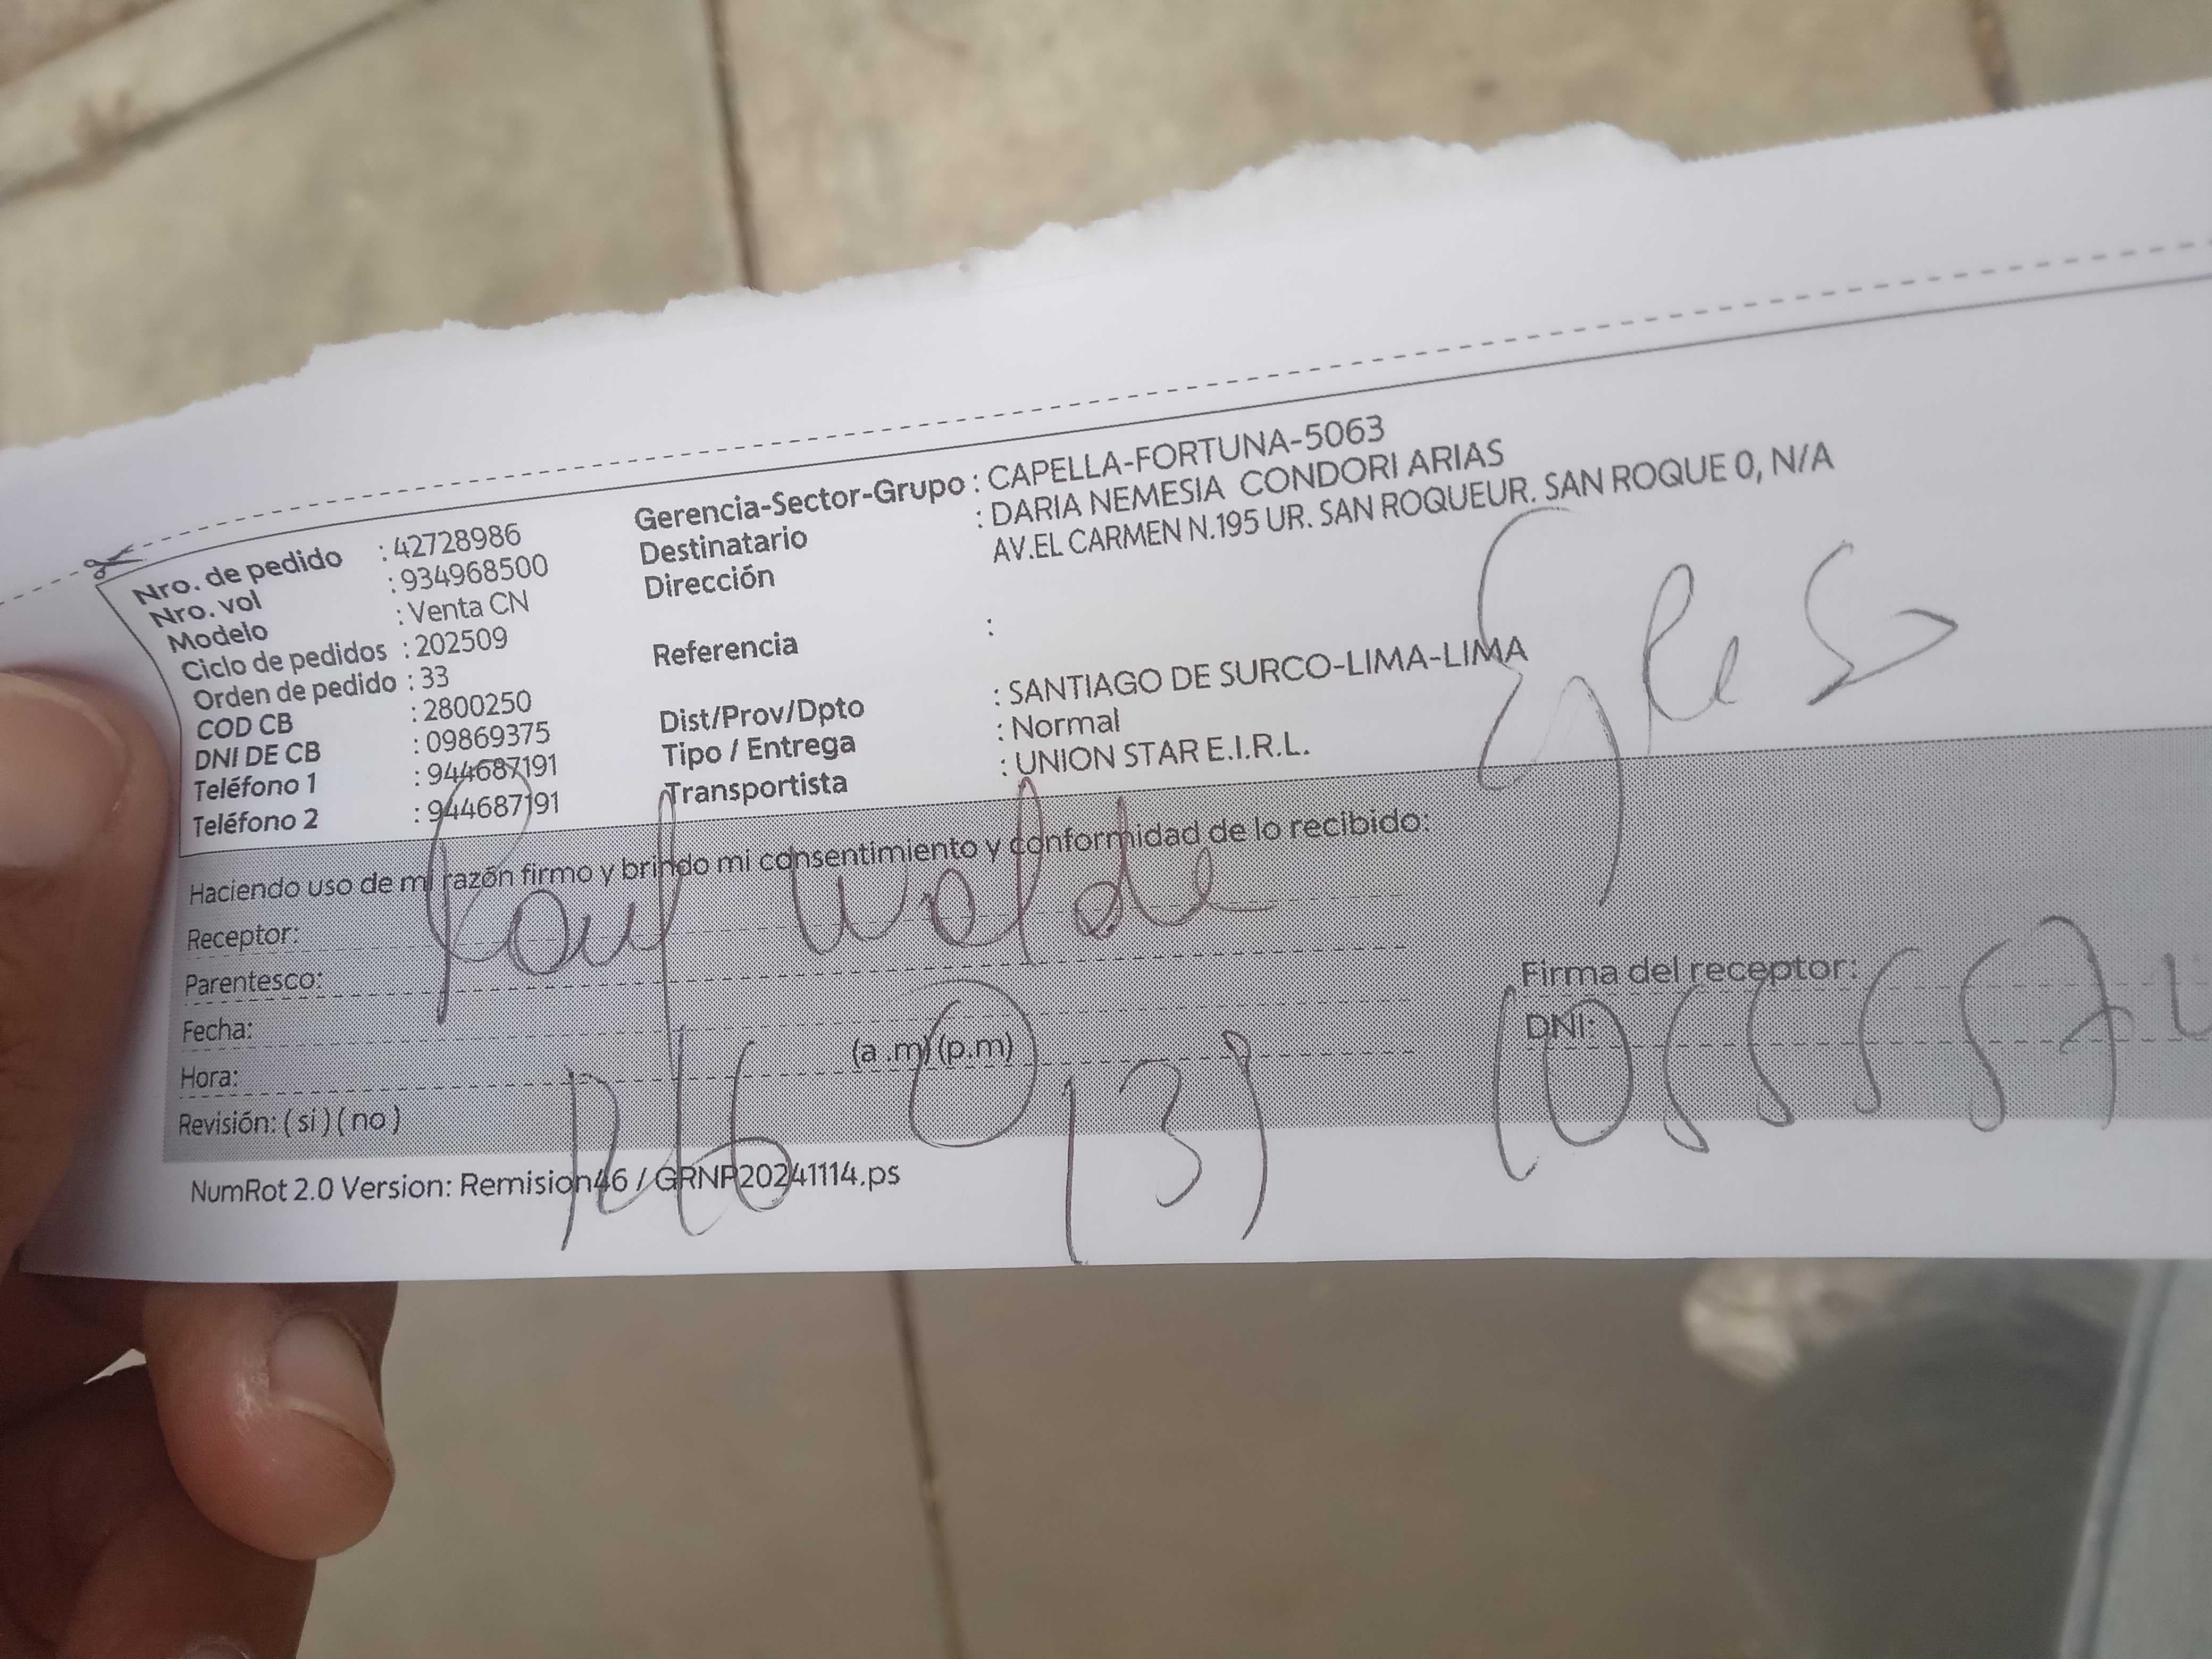 Nro. de pedido : 42728986
Nro. vol : 934968500
Modelo : Venta CN
Ciclo de pedidos : 202509
Orden de pedido : 33
COD CB : 2800250
DNI DE CB : 09869375
Teléfono 1 : 944687191
Teléfono 2 : 944687191
Gerencia-Sector-Grupo : CAPELLA-FORTUNA-5063
Destinatario : DARIA NEMESIA CONDORI ARIAS
Dirección AV.EL CARMEN N.195 UR. SAN ROQUEUR. SAN ROQUE 0, N/A
Referencia :
Dist/Prov/Dpto : SANTIAGO DE SURCO-LIMA-LIMA
Tipo / Entrega : Normal
Transportista : UNION STAR E.I.R.L.
Haciendo uso de mi razón firmo y brindo mi consentimiento y conformidad de lo recibido:
Receptor:
Parentesco:
Fecha:
Hora: (a .m) (p.m)
Revisión: ( si ) ( no )
Firma del receptor:
DNI:
NumRot 2.0 Version: Remision46 / GRNP20241114.ps